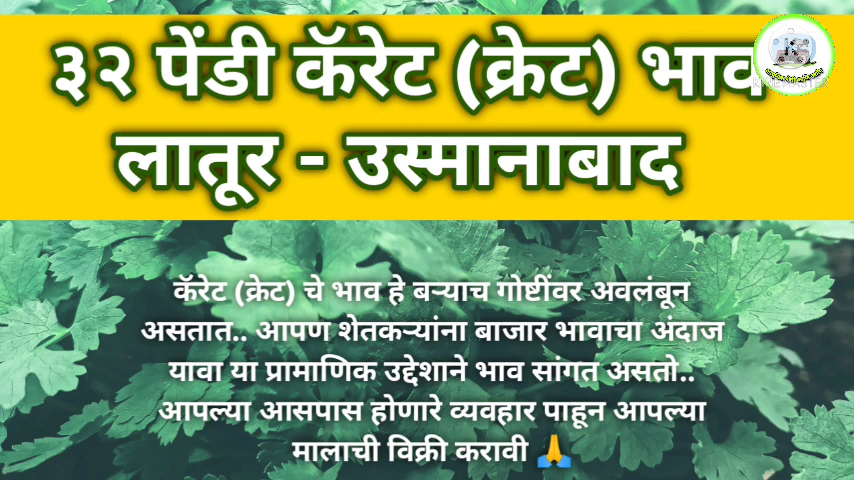 ३२ पेंडी कॅरेट (क्रेट) भाव
लातूर - उस्मानाबाद
कॅरेट (क्रेट) चे भाव हे बऱ्याच गोष्टींवर अवलंबून
असतात.. आपण शेतकऱ्यांना बाजार भावाचा अंदाज
यावा या प्रामाणिक उद्देशाने भाव सांगत असतो..
आपल्या आसपास होणारे व्यवहार पाहून आपल्या
मालाची विक्री करावी 🙏